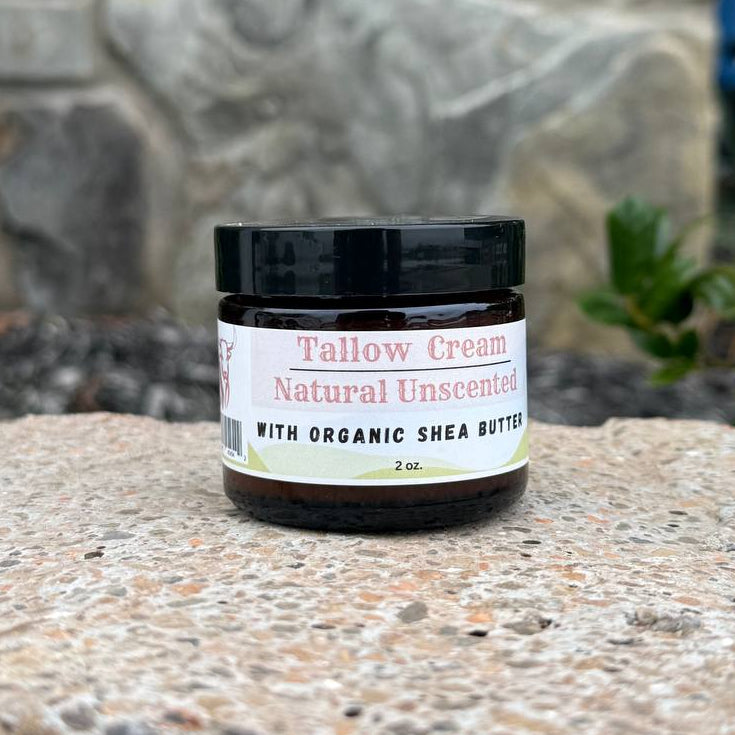 Tallow Cream
Natural Unscented
WITH ORGANIC SHEA BUTTER
2 oz.